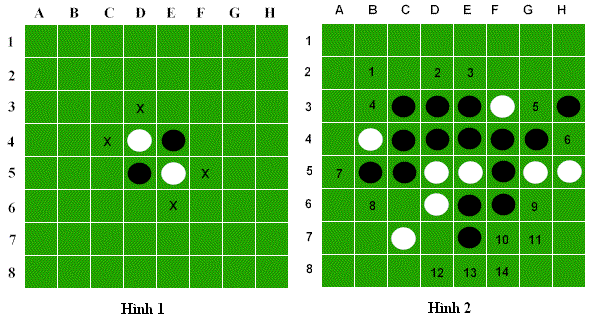 A B C D E F G H
1
2
3 X
4 X
5 X
6 X
7
8
Hình 1
A B C D E F G H
1
2 1 2 3
3 4 5
4 6
5 7
6 8 9
7 10 11
8 12 13 14
Hình 2